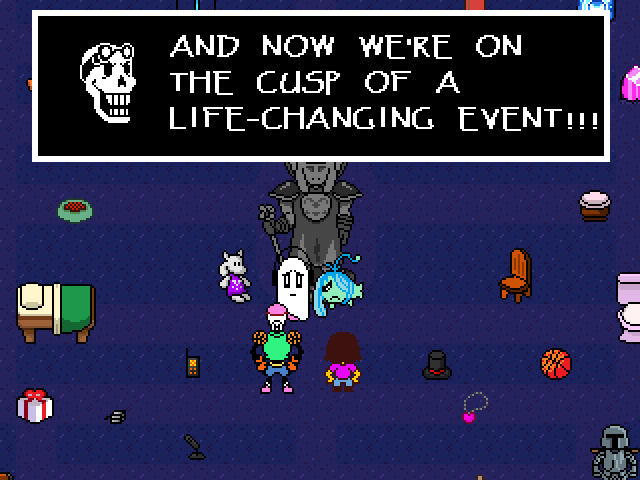 AND NOW WE'RE ON
THE CUSP OF A
LIFE-CHANGING EVENT!!!